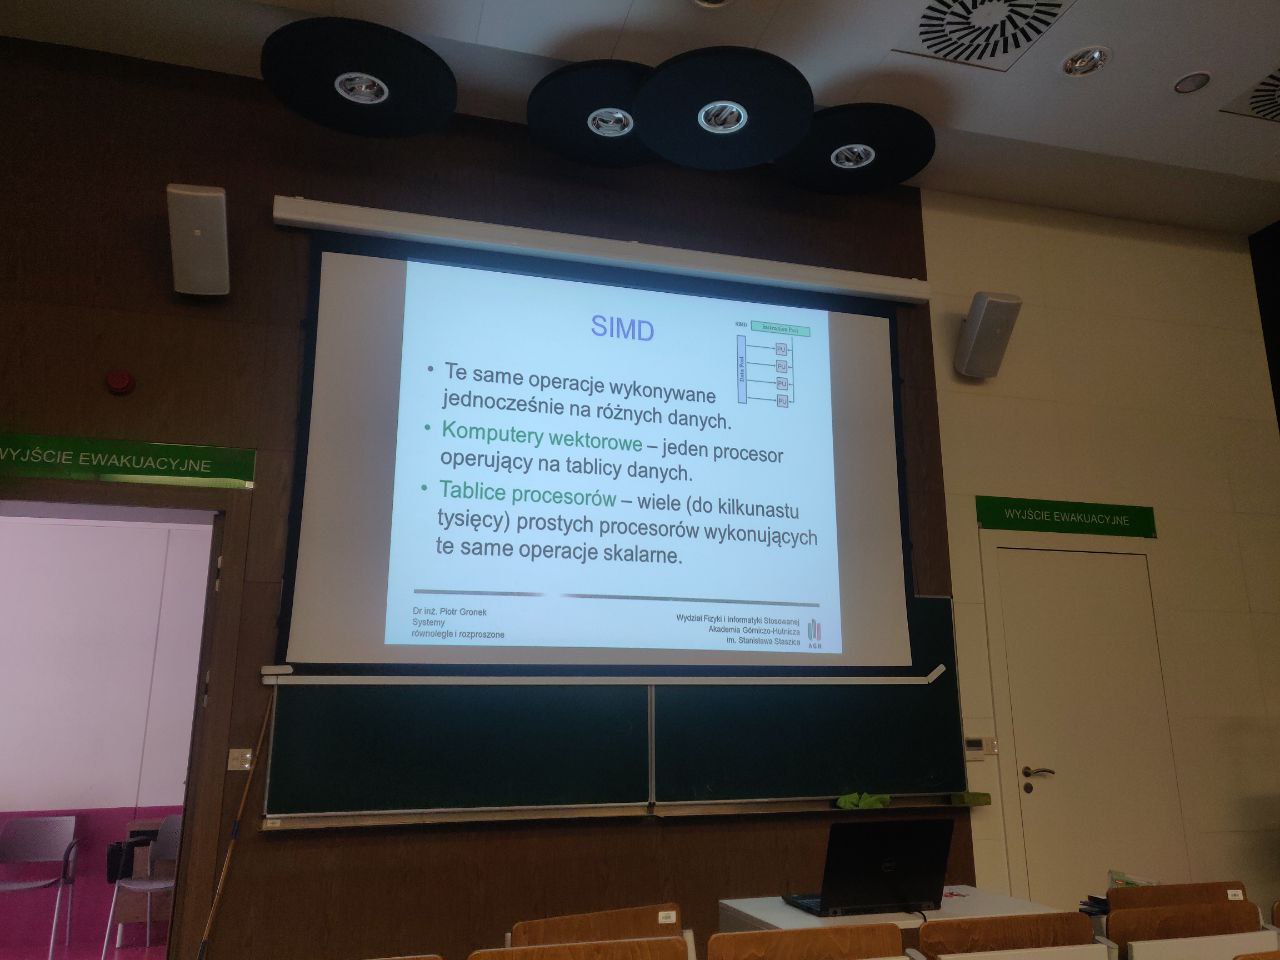 SIMD
SIMD
Instruction Pool
Data Pool
PU
PU
PU
PU
• Te same operacje wykonywane
jednocześnie na różnych danych.
• Komputery wektorowe – jeden procesor
operujący na tablicy danych.
• Tablice procesorów – wiele (do kilkunastu
tysięcy) prostych procesorów wykonujących
te same operacje skalarne.
Dr inż. Piotr Gronek
Systemy
równoległe i rozproszone
Wydział Fizyki i Informatyki Stosowanej
Akademia Górniczo-Hutnicza
im. Stanisława Staszica
AGH
WYJŚCIE EWAKUACYJNE
WYJŚCIE EWAKUACYJNE
DELL